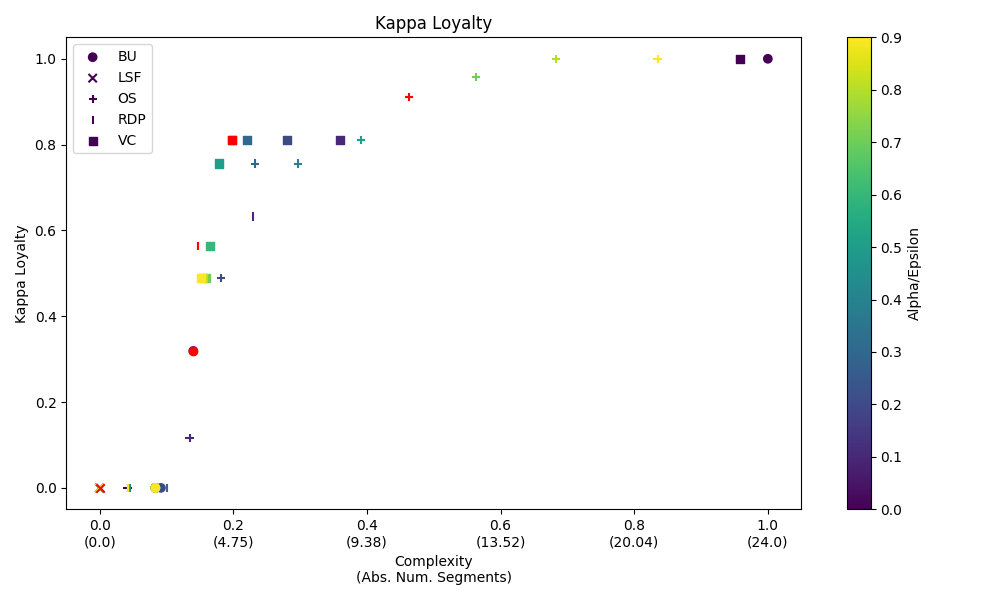 Kappa Loyalty
BU
LSF
OS
RDP
VC
Kappa Loyalty
1.0
0.8
0.6
0.4
0.2
0.0
0.0
(0.0)
0.2
(4.75)
0.4
(9.38)
0.6
(13.52)
0.8
(20.04)
1.0
(24.0)
Complexity
(Abs. Num. Segments)
0.9
0.8
0.7
0.6
0.5
0.4
0.3
0.2
0.1
0.0
Alpha/Epsilon